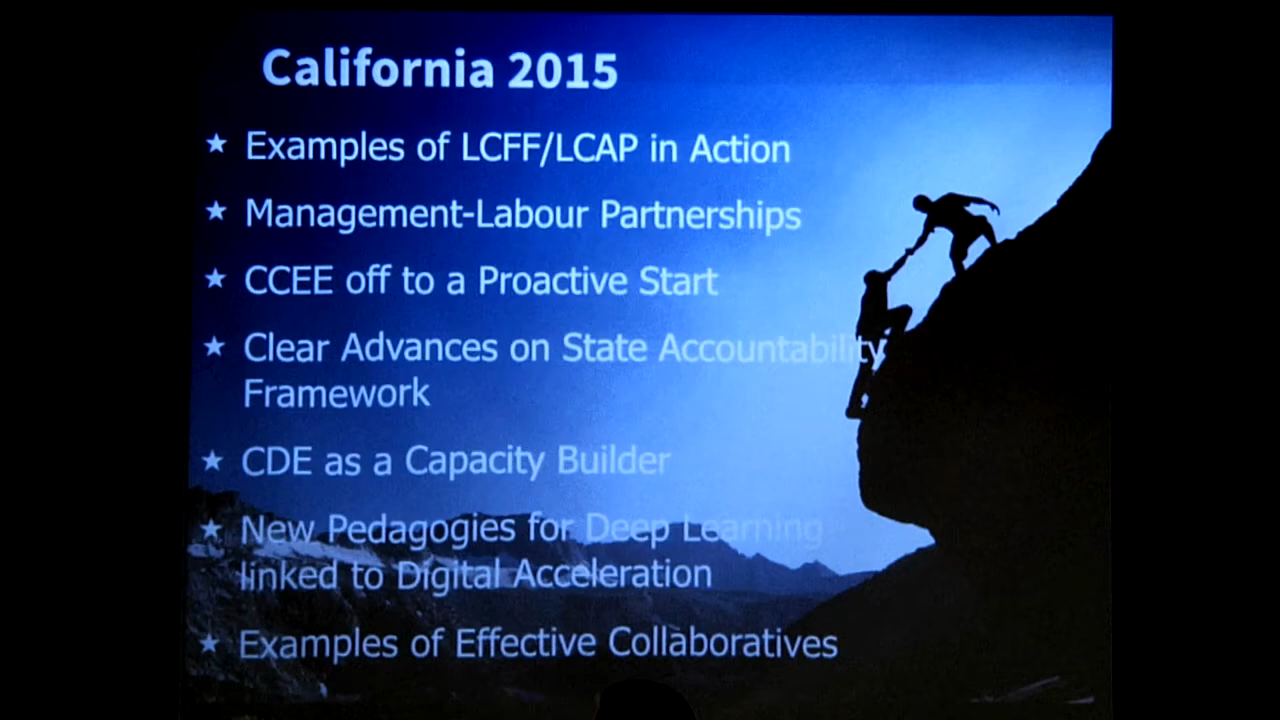 California 2015
★ Examples of LCFF/LCAP in Action
★ Management-Labour Partnerships
★ CCEE off to a Proactive Start
★ Clear Advances on State Accountability
Framework
★ CDE as a Capacity Builder
★ New Pedagogies for Deep Learning
linked to Digital Acceleration
★ Examples of Effective Collaboratives